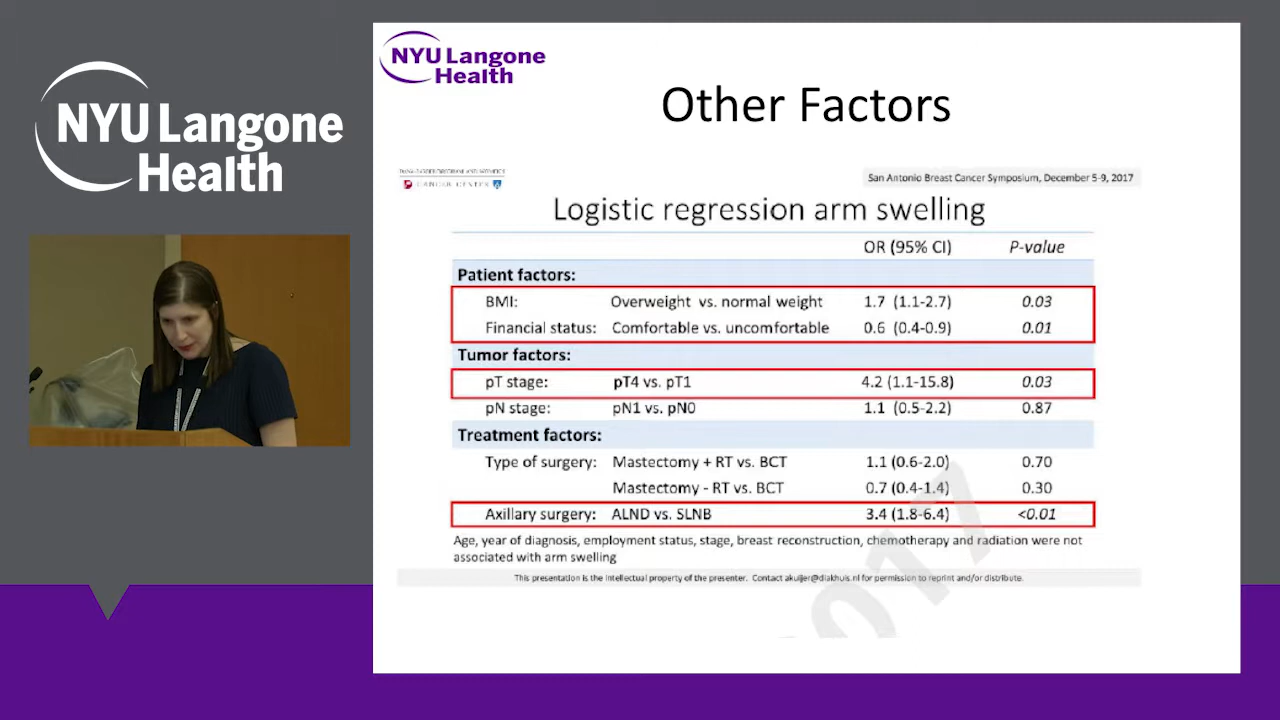 NYU Langone
Health
NYU Langone
Health
Other Factors
CANCER CENTER
San Antonio Breast Cancer Symposium, December 5-9, 2017
Logistic regression arm swelling
OR (95% CI) P-value
Patient factors:
BMI: Overweight vs. normal weight 1.7 (1.1-2.7) 0.03
Financial status: Comfortable vs. uncomfortable 0.6 (0.4-0.9) 0.01
Tumor factors:
pT stage: pT4 vs. pT1 4.2 (1.1-15.8) 0.03
pN stage: pN1 vs. pN0 1.1 (0.5-2.2) 0.87
Treatment factors:
Type of surgery: Mastectomy + RT vs. BCT 1.1 (0.6-2.0) 0.70
Mastectomy - RT vs. BCT 0.7 (0.4-1.4) 0.30
Axillary surgery: ALND vs. SLNB 3.4 (1.8-6.4) <0.01
Age, year of diagnosis, employment status, stage, breast reconstruction, chemotherapy and radiation were not
associated with arm swelling
This presentation is the intellectual property of the presenter. Contact akuijer@diakhuis.nl for permission to reprint and/or distribute.
2017